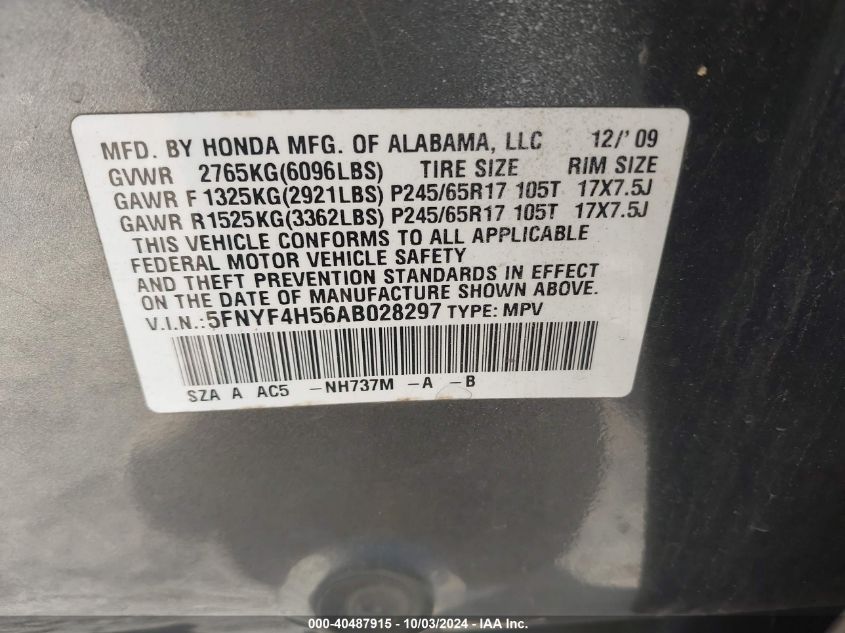 MFD. BY HONDA MFG. OF ALABAMA, LLC 12/'09
GVWR 2765KG(6096LBS) TIRE SIZE RIM SIZE
GAWR F 1325KG(2921LBS) P245/65R17 105T 17X7.5J
GAWR R1525KG(3362LBS) P245/65R17 105T 17X7.5J
THIS VEHICLE CONFORMS TO ALL APPLICABLE
FEDERAL MOTOR VEHICLE SAFETY
AND THEFT PREVENTION STANDARDS IN EFFECT
ON THE DATE OF MANUFACTURE SHOWN ABOVE.
V.I.N.:5FNYF4H56AB028297 TYPE: MPV
SZA A AC5 -NH737M -A -B
000-40487915 - 10/03/2024 - IAA Inc.